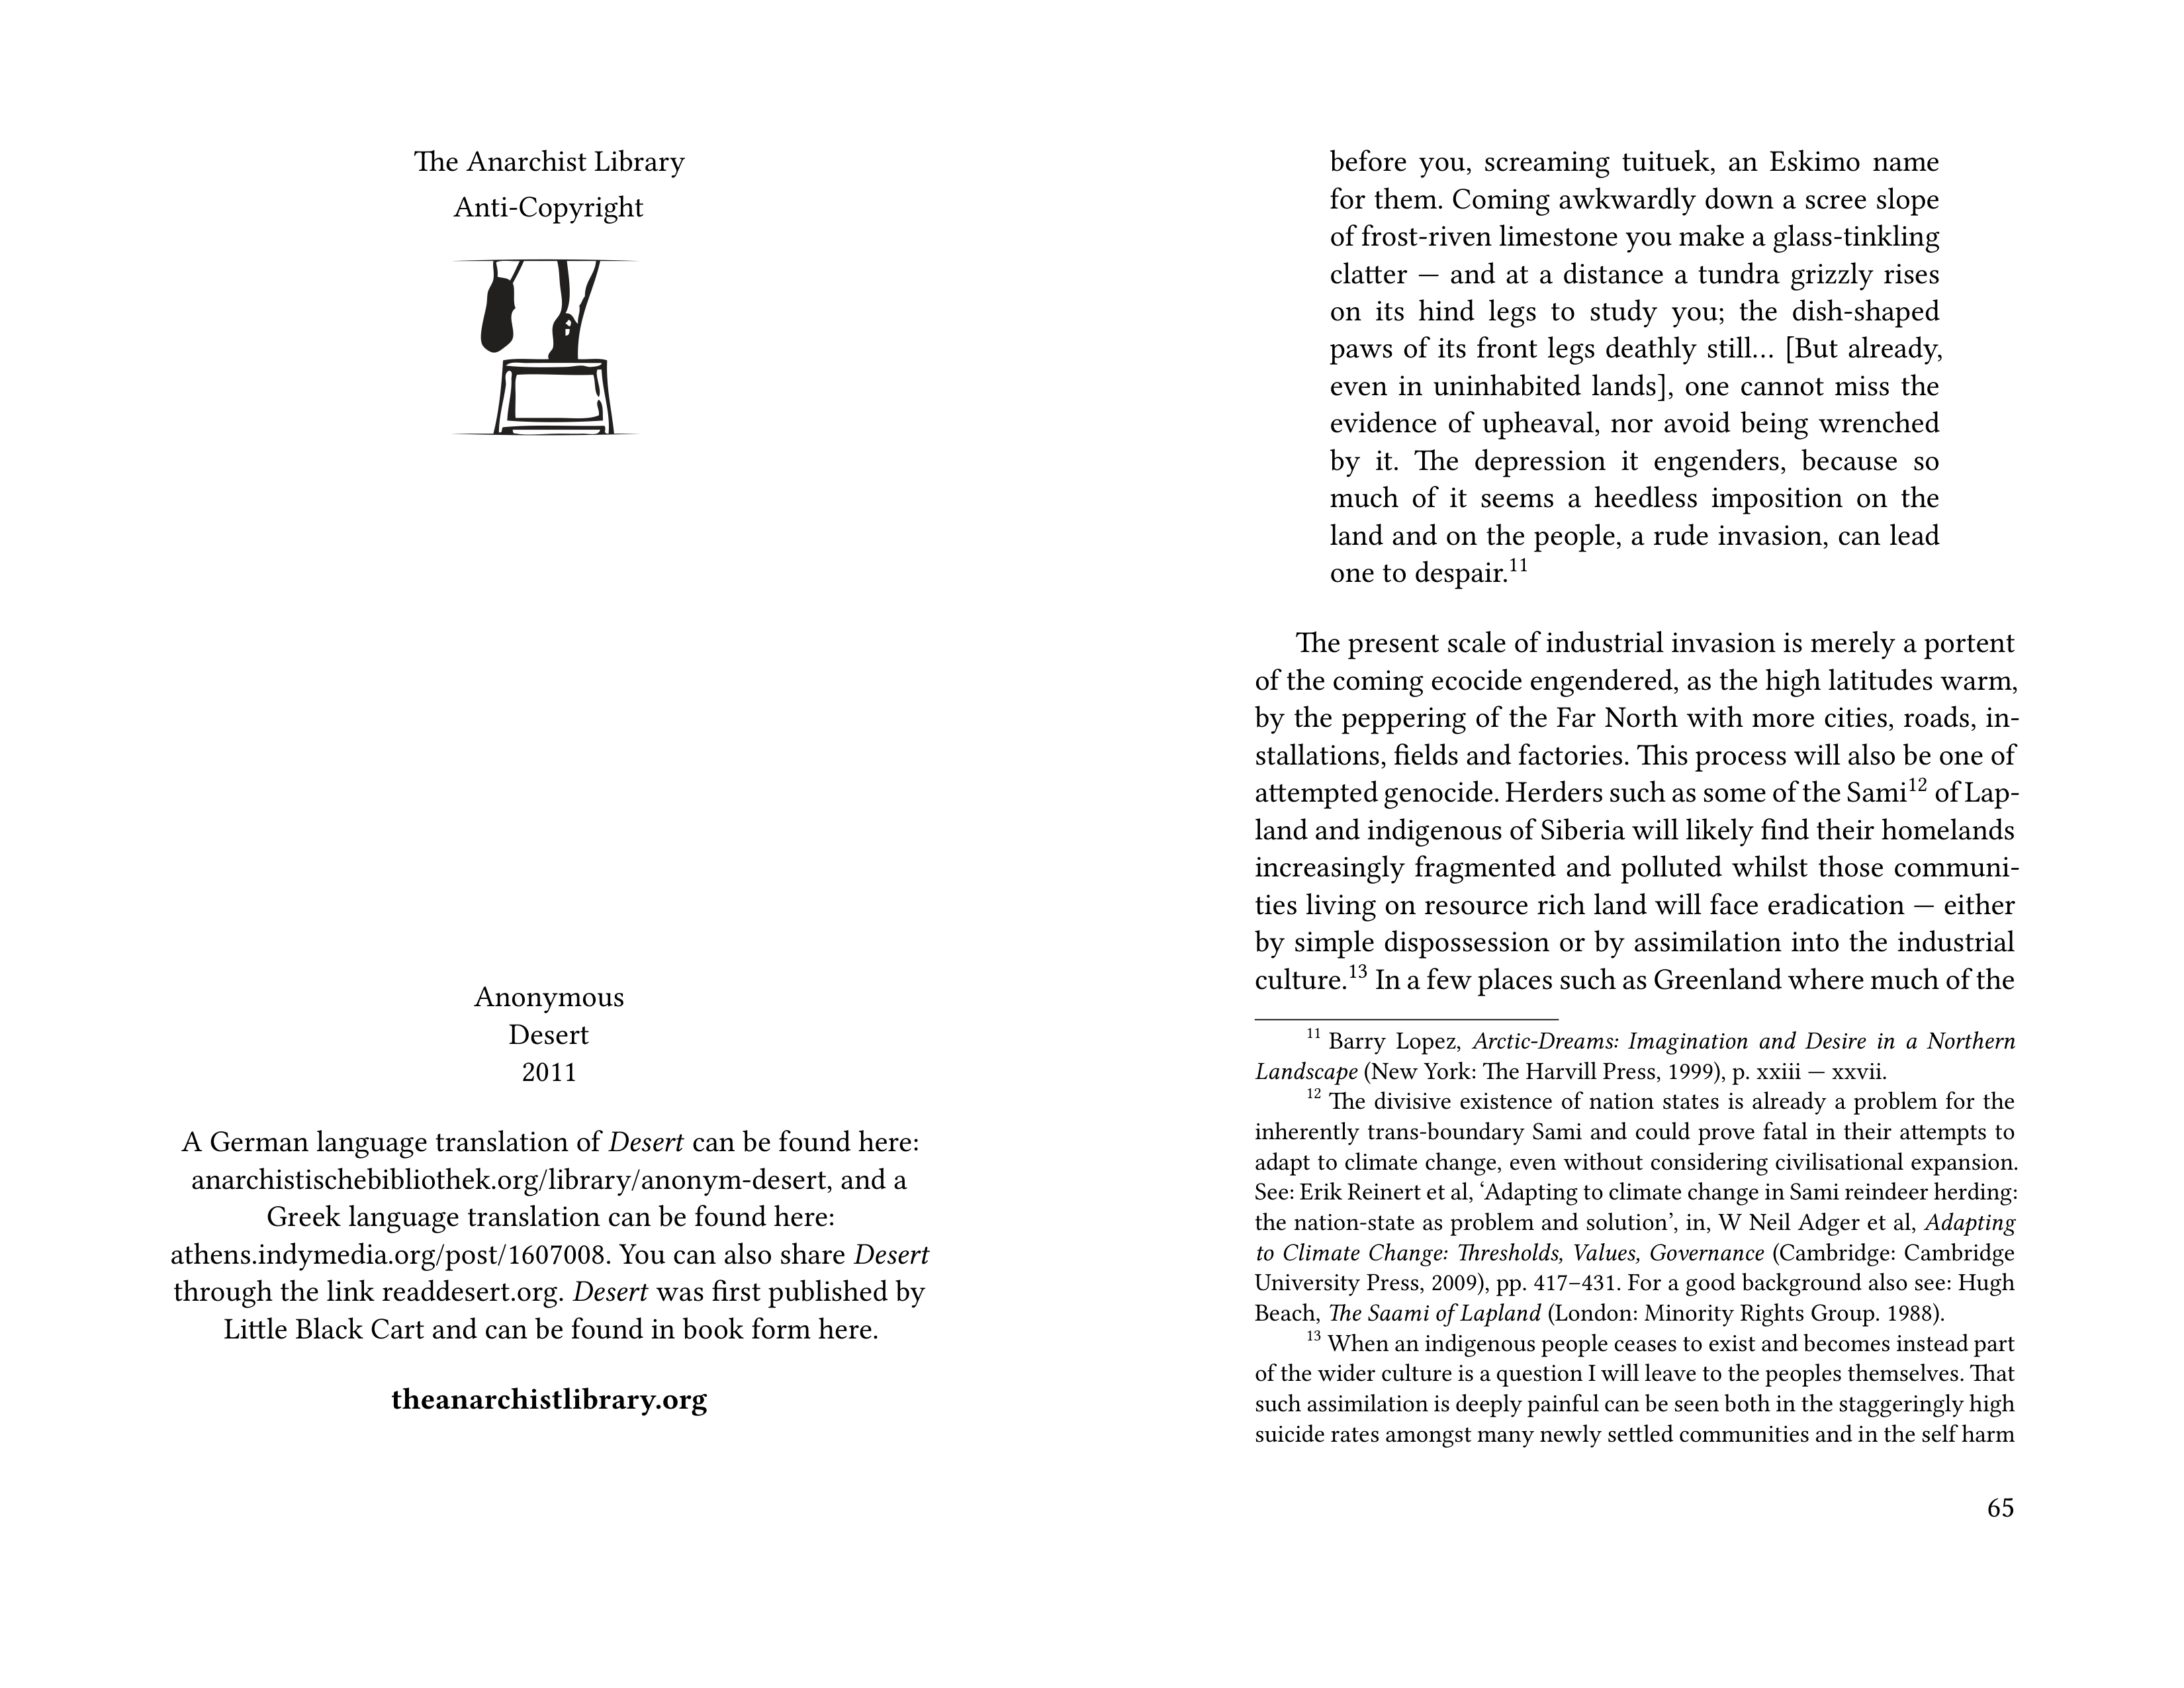 The Anarchist Library
Anti-Copyright
Anonymous
Desert
2011
A German language translation of Desert can be found here:
anarchistischebibliothek.org/library/anonym-desert, and a
Greek language translation can be found here:
athens.indymedia.org/post/1607008. You can also share Desert
through the link readdesert.org. Desert was first published by
Little Black Cart and can be found in book form here.
theanarchistlibrary.org
before you, screaming tuituek, an Eskimo name
for them. Coming awkwardly down a scree slope
of frost-riven limestone you make a glass-tinkling
clatter — and at a distance a tundra grizzly rises
on its hind legs to study you; the dish-shaped
paws of its front legs deathly still… [But already,
even in uninhabited lands], one cannot miss the
evidence of upheaval, nor avoid being wrenched
by it. The depression it engenders, because so
much of it seems a heedless imposition on the
land and on the people, a rude invasion, can lead
one to despair.11
The present scale of industrial invasion is merely a portent
of the coming ecocide engendered, as the high latitudes warm,
by the peppering of the Far North with more cities, roads, in-
stallations, fields and factories. This process will also be one of
attempted genocide. Herders such as some of the Sami12 of Lap-
land and indigenous of Siberia will likely find their homelands
increasingly fragmented and polluted whilst those communi-
ties living on resource rich land will face eradication — either
by simple dispossession or by assimilation into the industrial
culture.13 In a few places such as Greenland where much of the
11 Barry Lopez, Arctic-Dreams: Imagination and Desire in a Northern
Landscape (New York: The Harvill Press, 1999), p. xxiii — xxvii.
12 The divisive existence of nation states is already a problem for the
inherently trans-boundary Sami and could prove fatal in their attempts to
adapt to climate change, even without considering civilisational expansion.
See: Erik Reinert et al, ‘Adapting to climate change in Sami reindeer herding:
the nation-state as problem and solution’, in, W Neil Adger et al, Adapting
to Climate Change: Thresholds, Values, Governance (Cambridge: Cambridge
University Press, 2009), pp. 417–431. For a good background also see: Hugh
Beach, The Saami of Lapland (London: Minority Rights Group. 1988).
13 When an indigenous people ceases to exist and becomes instead part
of the wider culture is a question I will leave to the peoples themselves. That
such assimilation is deeply painful can be seen both in the staggeringly high
suicide rates amongst many newly settled communities and in the self harm
65